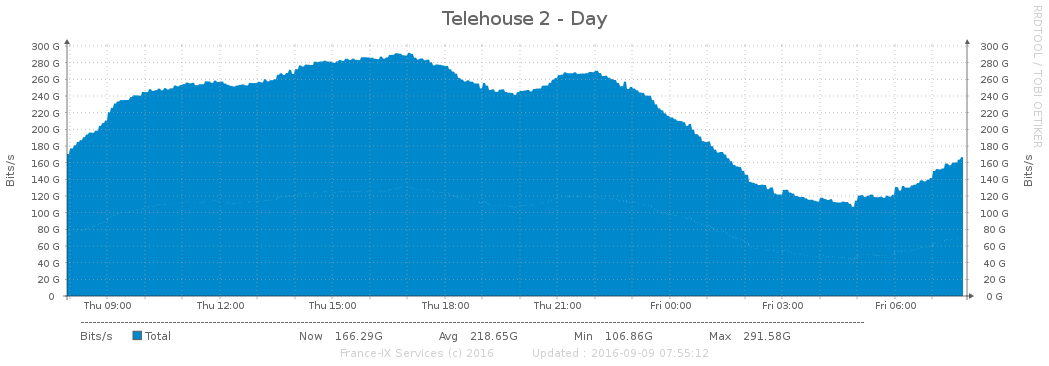 Telehouse 2 - Day
RRDTOOL / TOBI OETIKER
300 G 300 G
280 G 280 G
260 G 260 G
240 G 240 G
220 G 220 G
200 G 200 G
180 G 180 G
160 G 160 G
140 G 140 G
120 G 120 G
100 G 100 G
80 G 80 G
60 G 60 G
40 G 40 G
20 G 20 G
0 0 G
Bits/s
Bits/s
Thu 09:00 Thu 12:00 Thu 15:00 Thu 18:00 Thu 21:00 Fri 00:00 Fri 03:00 Fri 06:00
Bits/s Total Now 166.29G Avg 218.65G Min 106.86G Max 291.58G
France-IX Services (c) 2016 Updated : 2016-09-09 07:55:12